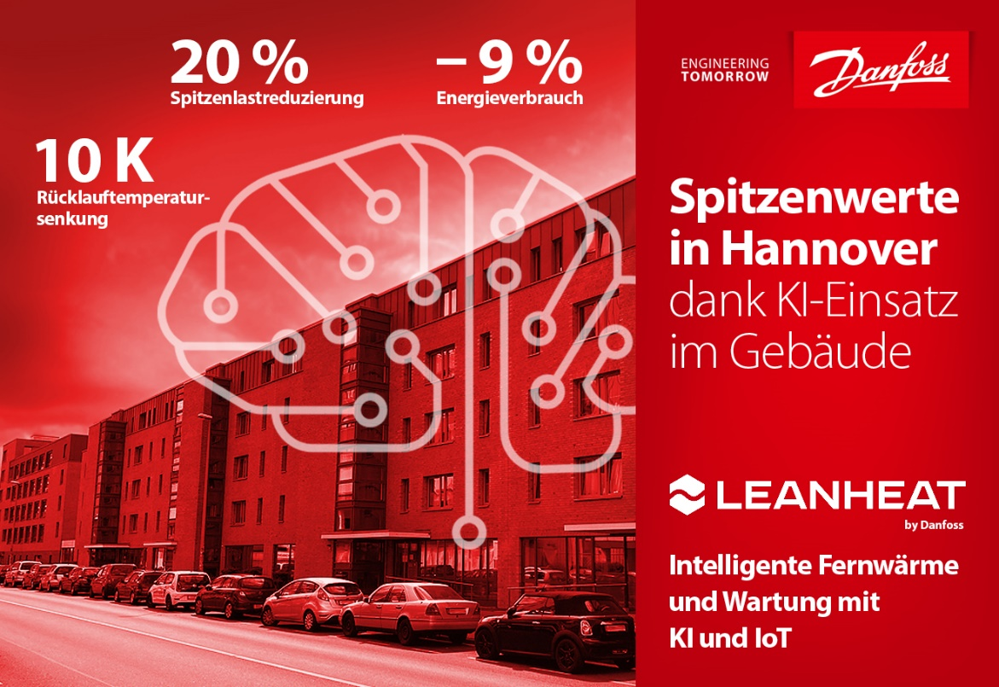 20 %
Spitzenlastreduzierung
– 9 %
Energieverbrauch
10 K
Rücklauftemperatur-
senkung
ENGINEERING
TOMORROW
Danfoss
Spitzenwerte
in Hannover
dank KI-Einsatz
im Gebäude
LEANHEAT
by Danfoss
Intelligente Fernwärme
und Wartung mit
KI und IoT